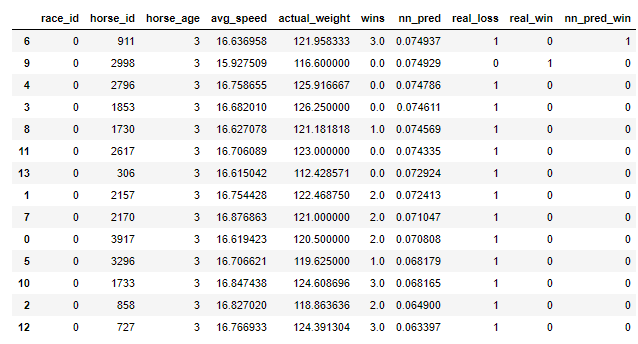 race_id horse_id horse_age avg_speed actual_weight wins nn_pred real_loss real_win nn_pred_win
6 0 911 3 16.636958 121.958333 3.0 0.074937 1 0 1
9 0 2998 3 15.927509 116.600000 0.0 0.074929 0 1 0
4 0 2796 3 16.758655 125.916667 0.0 0.074786 1 0 0
3 0 1853 3 16.682010 126.250000 0.0 0.074611 1 0 0
8 0 1730 3 16.627078 121.181818 1.0 0.074569 1 0 0
11 0 2617 3 16.706089 123.000000 0.0 0.074335 1 0 0
13 0 306 3 16.615042 112.428571 0.0 0.072924 1 0 0
1 0 2157 3 16.754428 122.468750 2.0 0.072413 1 0 0
7 0 2170 3 16.876863 121.000000 2.0 0.071047 1 0 0
0 0 3917 3 16.619423 120.500000 2.0 0.070808 1 0 0
5 0 3296 3 16.706621 119.625000 1.0 0.068179 1 0 0
10 0 1733 3 16.847438 124.608696 3.0 0.068165 1 0 0
2 0 858 3 16.827020 118.863636 2.0 0.064900 1 0 0
12 0 727 3 16.766933 124.391304 3.0 0.063397 1 0 0